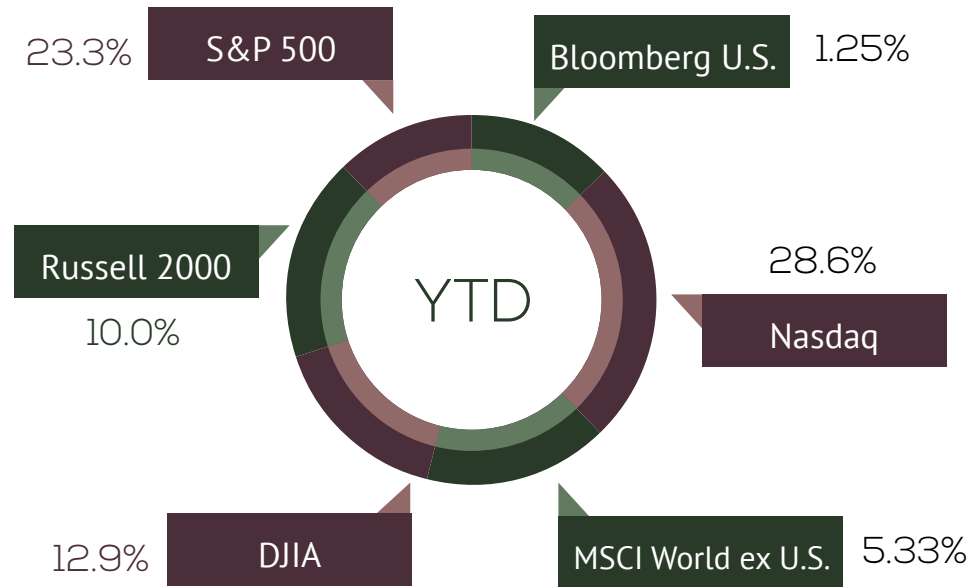 23.3%
S&P 500
Bloomberg U.S.
1.25%
Russell 2000
10.0%
YTD
28.6%
Nasdaq
12.9%
DJIA
MSCI World ex U.S.
5.33%